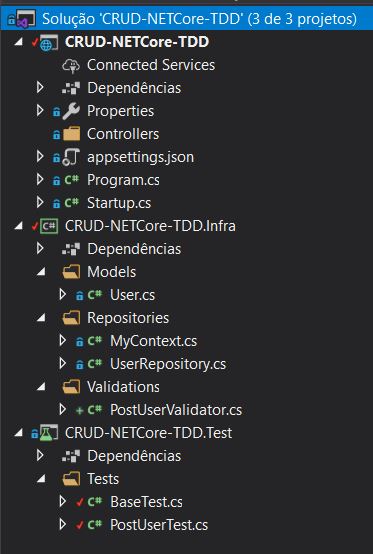 Solução 'CRUD-NETCore-TDD' (3 de 3 projetos)
CRUD-NETCore-TDD
Connected Services
Dependências
Properties
Controllers
appsettings.json
C# Program.cs
C# Startup.cs
C# CRUD-NETCore-TDD.Infra
Dependências
Models
C# User.cs
Repositories
C# MyContext.cs
C# UserRepository.cs
Validations
C# PostUserValidator.cs
CRUD-NETCore-TDD.Test
Dependências
Tests
C# BaseTest.cs
C# PostUserTest.cs